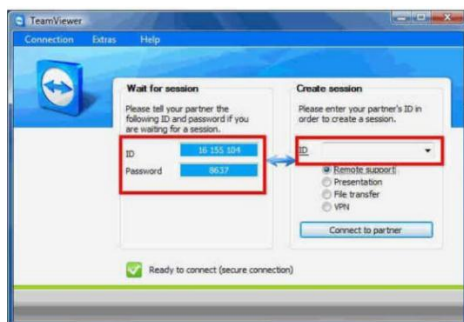 TeamViewer
Connection Extras Help
Wait for session
Please tell your partner the
following ID and password if you
are waiting for a session.
ID 16 155 104
Password 8637
Create session
Please enter your partner's ID in
order to create a session.
ID
Remote support
Presentation
File transfer
VPN
Connect to partner
Ready to connect (secure connection)